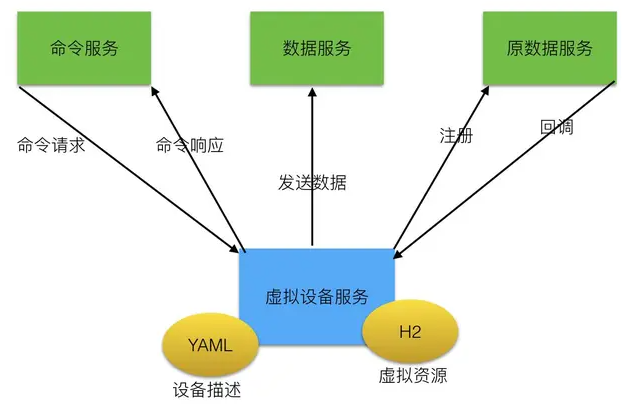 命令服务
数据服务
原数据服务
命令请求
命令响应
发送数据
注册
回调
虚拟设备服务
YAML
设备描述
H2
虚拟资源